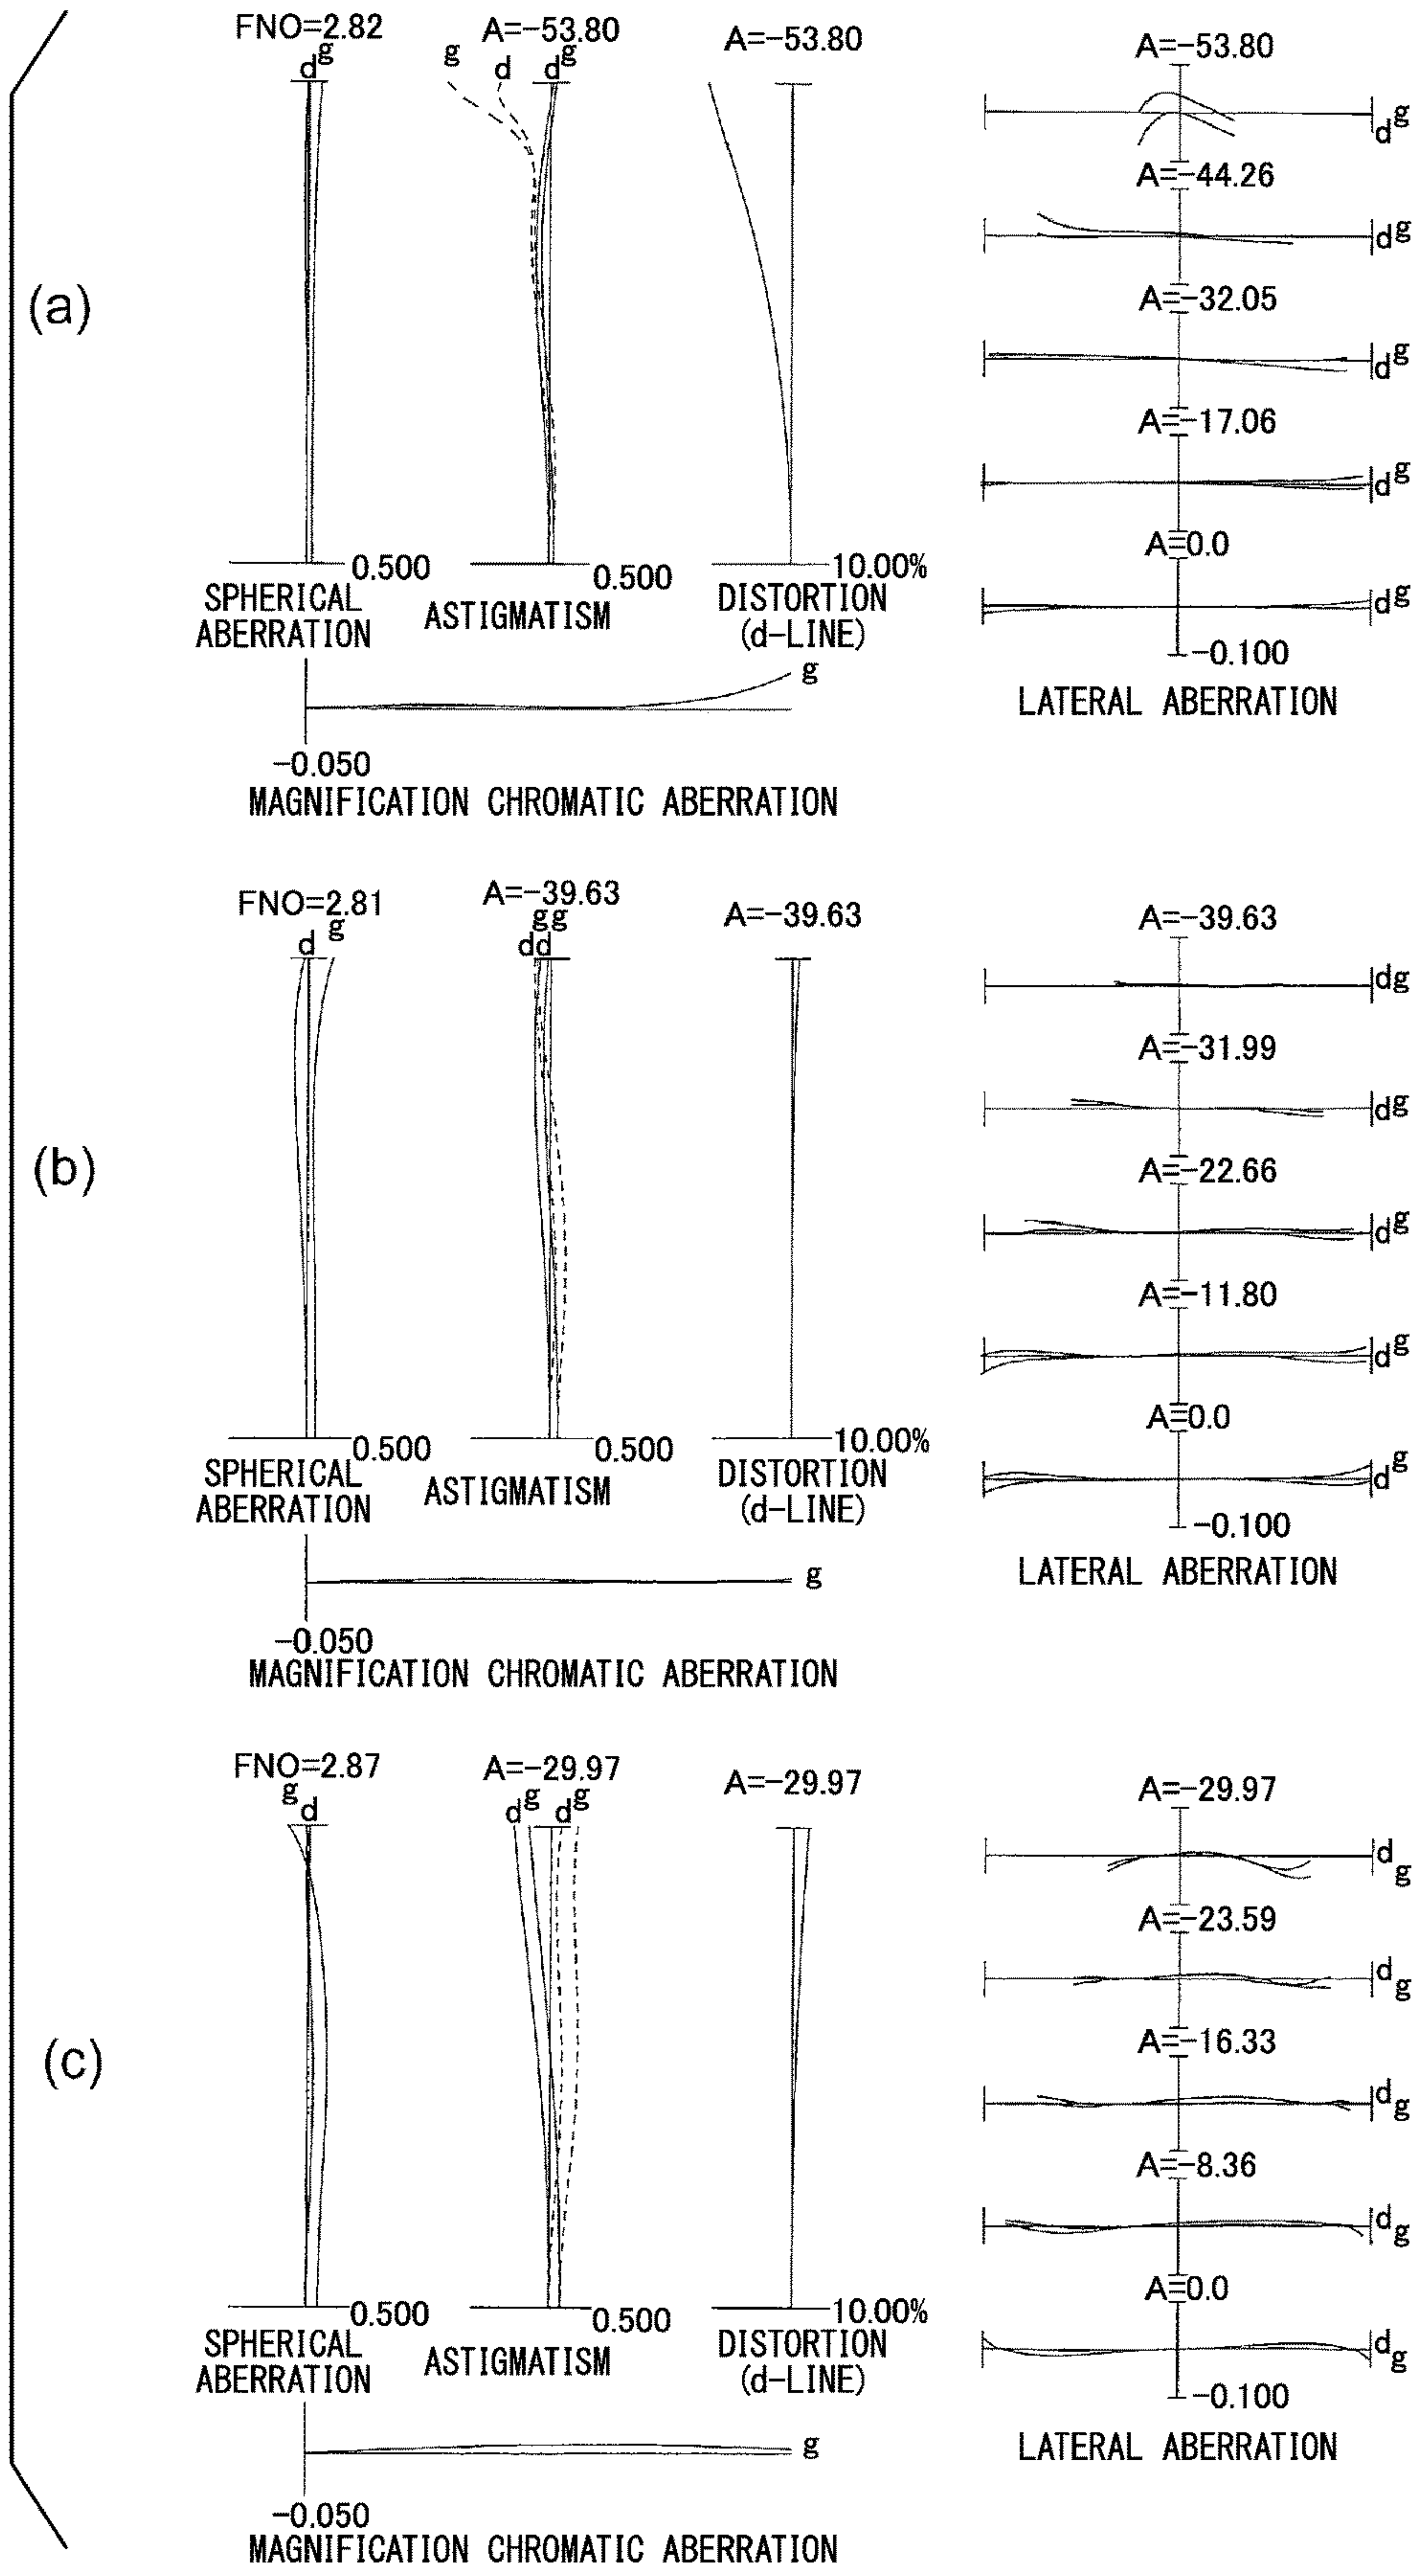 (a)
FNO=2.82
d g
SPHERICAL
ABERRATION
0.500
A=-53.80
g d d g
ASTIGMATISM
0.500
A=-53.80
DISTORTION
(d-LINE)
10.00%
g
-0.050
MAGNIFICATION CHROMATIC ABERRATION
A=-53.80
d g
A=-44.26
d g
A=-32.05
d g
A=-17.06
d g
A=0.0
d g
-0.100
LATERAL ABERRATION
(b)
FNO=2.81
d g
SPHERICAL
ABERRATION
0.500
A=-39.63
g g
d d
ASTIGMATISM
0.500
A=-39.63
DISTORTION
(d-LINE)
10.00%
g
-0.050
MAGNIFICATION CHROMATIC ABERRATION
A=-39.63
d g
A=-31.99
d g
A=-22.66
d g
A=-11.80
d g
A=0.0
d g
-0.100
LATERAL ABERRATION
(c)
FNO=2.87
g d
SPHERICAL
ABERRATION
0.500
A=-29.97
d g d g
ASTIGMATISM
0.500
A=-29.97
DISTORTION
(d-LINE)
10.00%
g
-0.050
MAGNIFICATION CHROMATIC ABERRATION
A=-29.97
d g
A=-23.59
d g
A=-16.33
d g
A=-8.36
d g
A=0.0
d g
-0.100
LATERAL ABERRATION